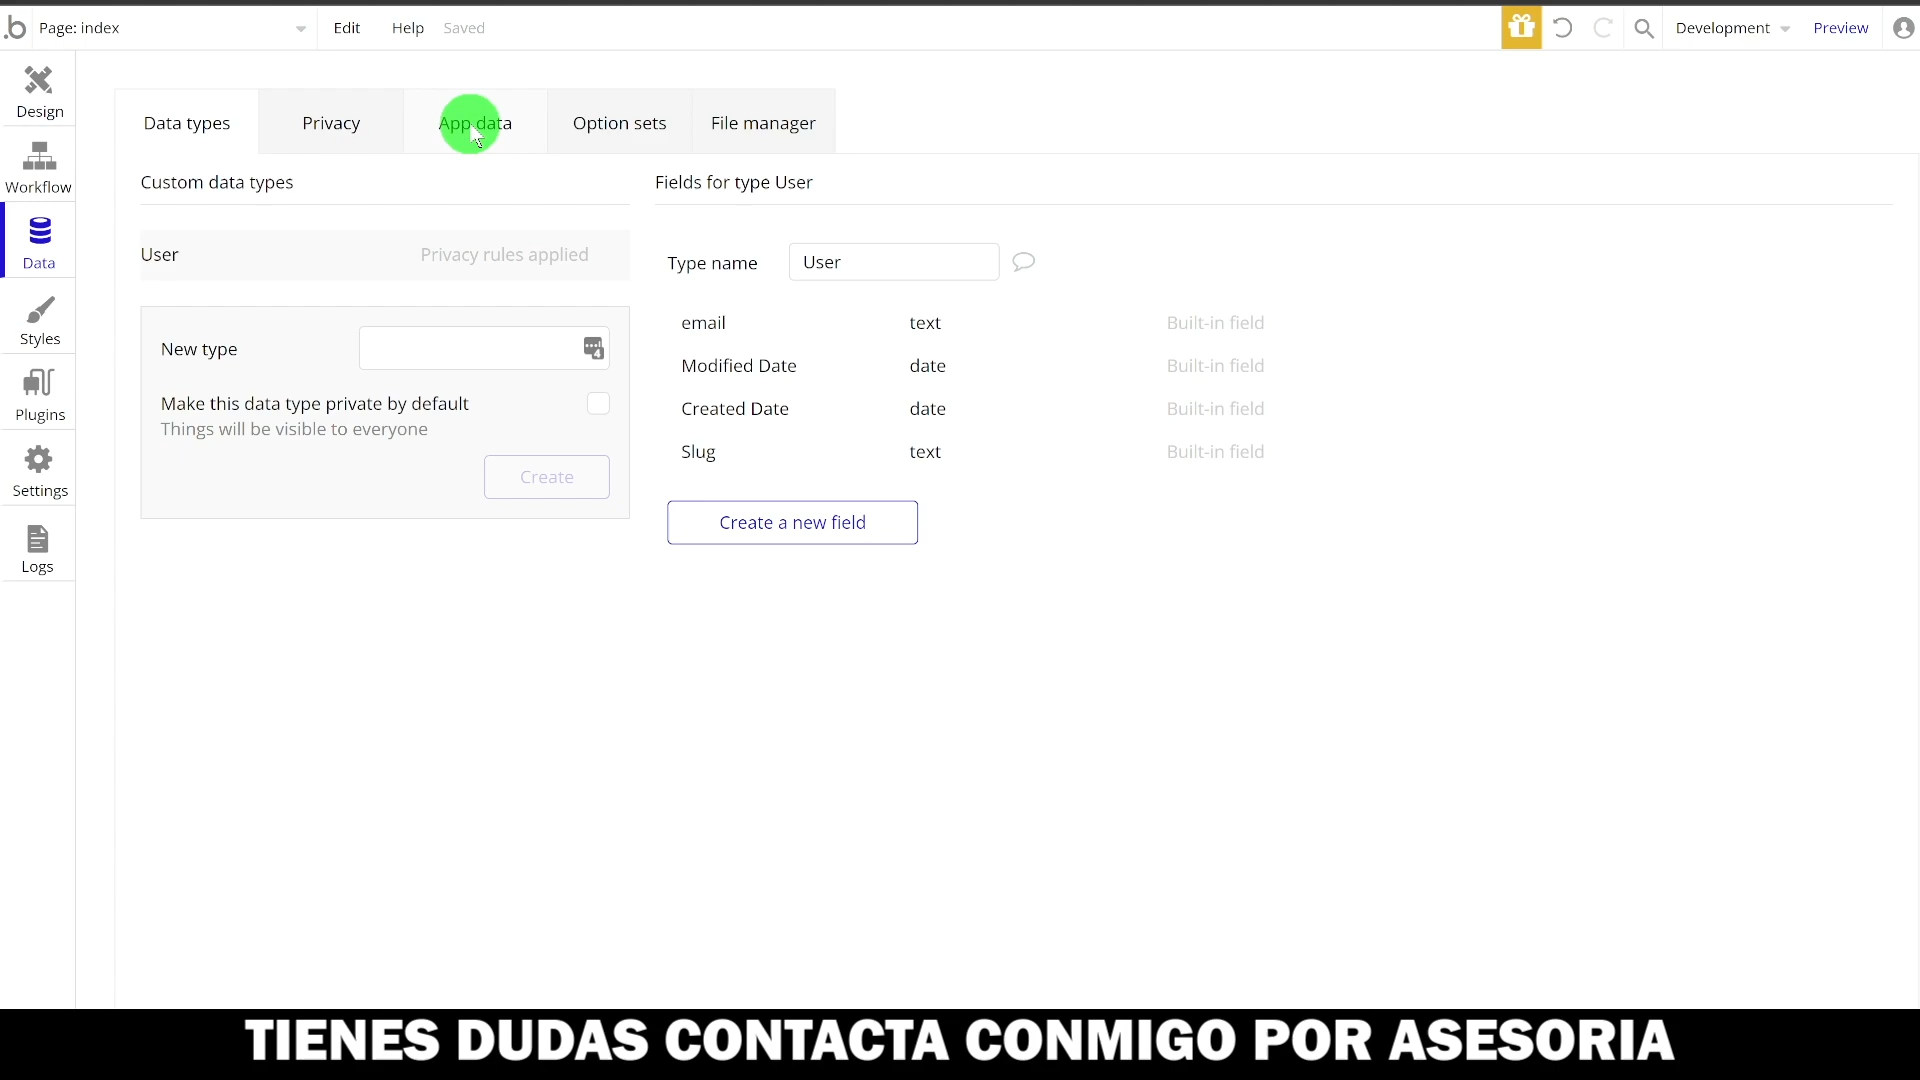 .b Page: index Edit Help Saved Development Preview
Design
Workflow
Data
Styles
Plugins
Settings
Logs
Data types Privacy App data Option sets File manager
Custom data types
User Privacy rules applied
New type
4
Make this data type private by default
Things will be visible to everyone
Create
Fields for type User
Type name User
email text Built-in field
Modified Date date Built-in field
Created Date date Built-in field
Slug text Built-in field
Create a new field
TIENES DUDAS CONTACTA CONMIGO POR ASESORIA